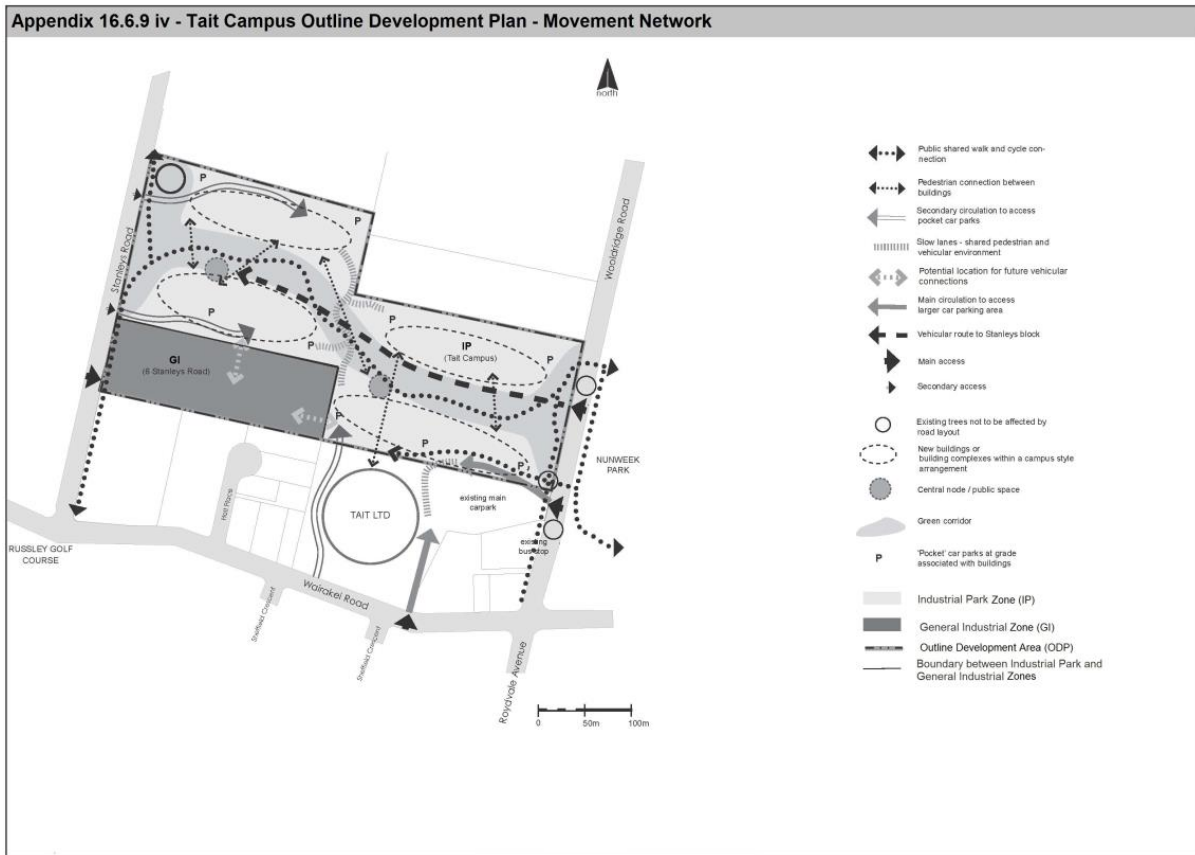 Appendix 16.6.9 iv - Tait Campus Outline Development Plan - Movement Network
north
P
P
P
P
P
P
P
P
P
P
Stanleys Road
Wooldridge Road
GI
(6 Stanleys Road)
IP
(Tait Campus)
NUNWEEK
PARK
existing main
carpark
TAIT LTD
existing
bus stop
RUSSLEY GOLF
COURSE
Wairakei Road
Sheffield Crescent
Sheffield Crescent
Roydvale Avenue
0
50m
100m
Public shared walk and cycle con-
nection
Pedestrian connection between
buildings
Secondary circulation to access
pocket car parks
Slow lanes - shared pedestrian and
vehicular environment
Potential location for future vehicular
connections
Main circulation to access
larger car parking area
Vehicular route to Stanleys block
Main access
Secondary access
Existing trees not to be affected by
road layout
New buildings or
building complexes within a campus style
arrangement
Central node / public space
Green corridor
P
'Pocket' car parks at grade
associated with buildings
Industrial Park Zone (IP)
General Industrial Zone (GI)
Outline Development Area (ODP)
Boundary between Industrial Park and
General Industrial Zones